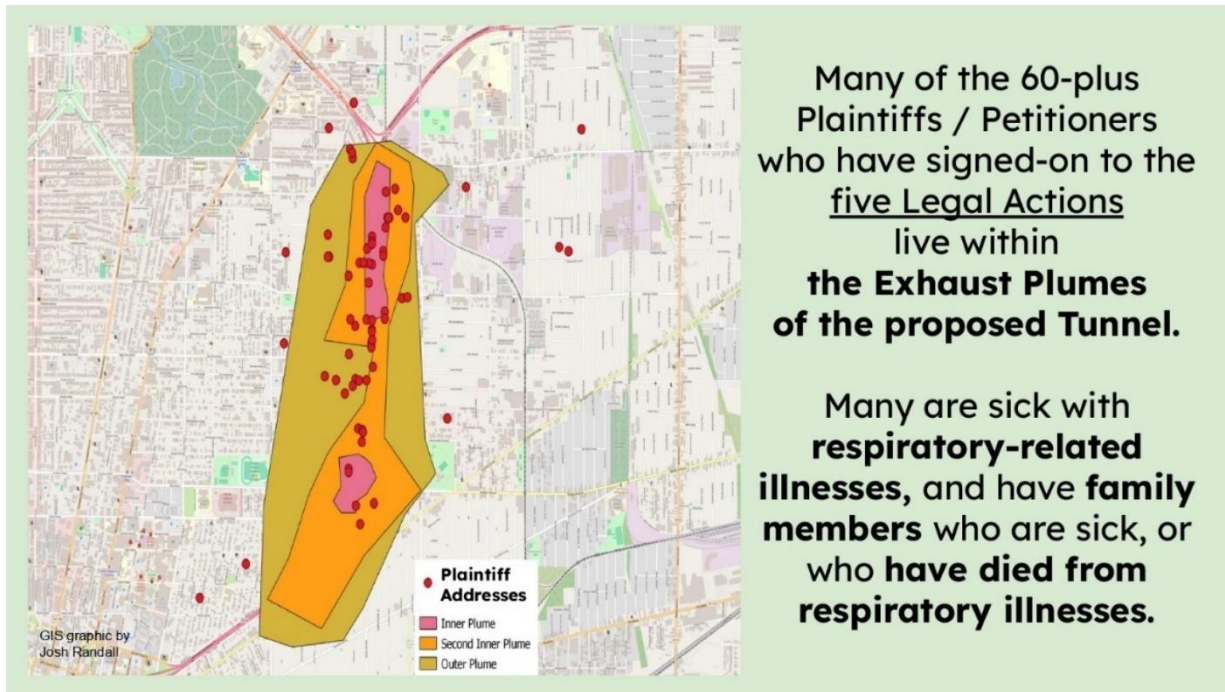 Many of the 60-plus
Plaintiffs / Petitioners
who have signed-on to the
five Legal Actions
live within
the Exhaust Plumes
of the proposed Tunnel.
Many are sick with
respiratory-related
illnesses, and have family
members who are sick, or
who have died from
respiratory illnesses.
Plaintiff
Addresses
Inner Plume
Second Inner Plume
Outer Plume
GIS graphic by
Josh Randall